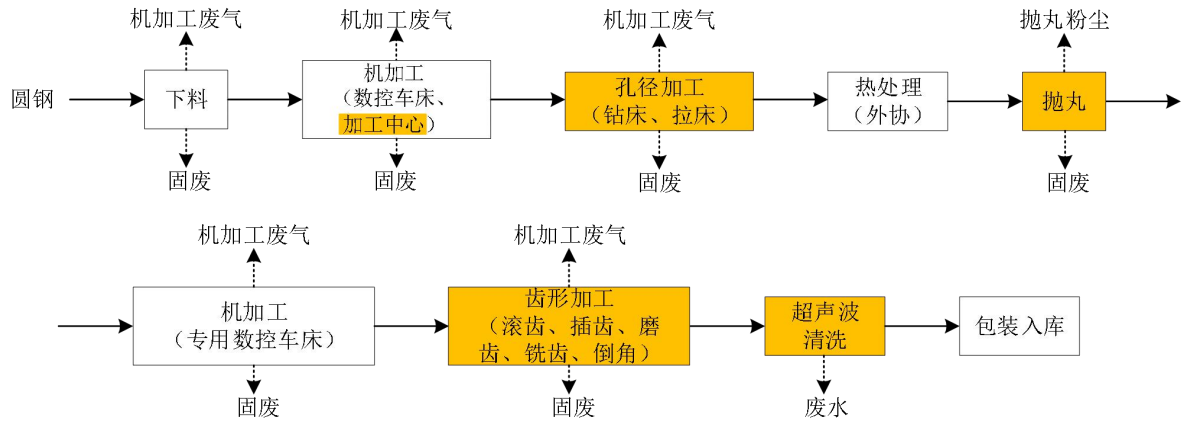 机加工废气
机加工废气
机加工废气
抛丸粉尘
圆钢
下料
机加工
（数控车床、
加工中心）
孔径加工
（钻床、拉床）
热处理
（外协）
抛丸
固废
固废
固废
固废
机加工废气
机加工废气
机加工
（专用数控车床）
齿形加工
（滚齿、插齿、磨
齿、铣齿、倒角）
超声波
清洗
包装入库
固废
固废
废水